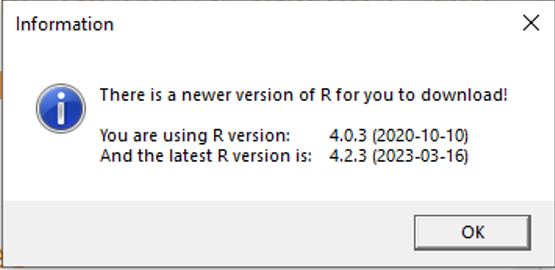 Information
There is a newer version of R for you to download!
You are using R version: 4.0.3 (2020-10-10)
And the latest R version is: 4.2.3 (2023-03-16)
OK